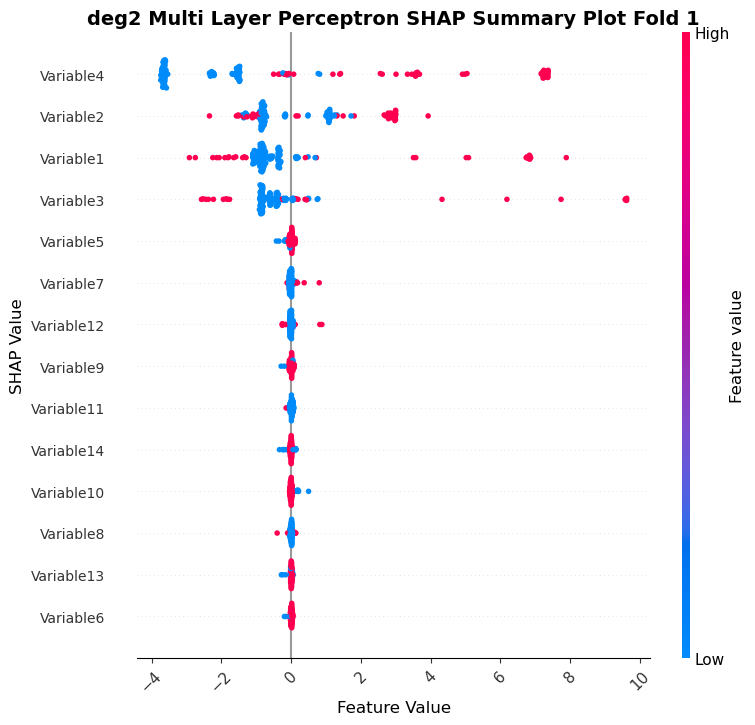 deg2 Multi Layer Perceptron SHAP Summary Plot Fold 1
High
Variable4
Variable2
Variable1
Variable3
Variable5
Variable7
Variable12
Variable9
Variable11
Variable14
Variable10
Variable8
Variable13
Variable6
SHAP Value
Feature value
Low
−4
−2
0
2
4
6
8
10
Feature Value